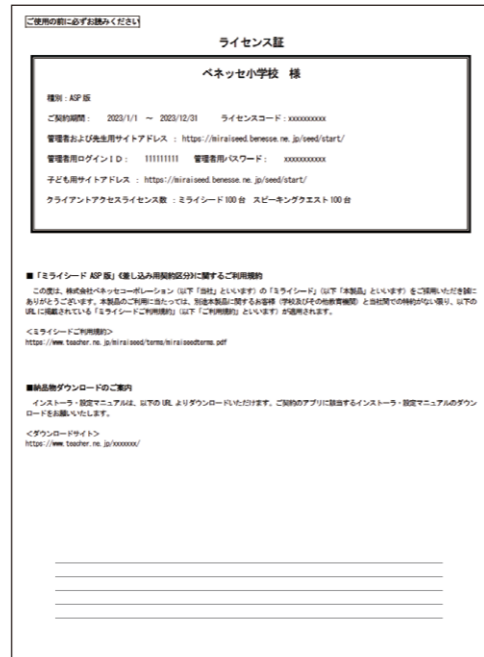 ご使用の前に必ずお読みください
ライセンス証
ベネッセ小学校 様
種別：ASP 版
ご契約期間： 2023/1/1 ～ 2023/12/31 ライセンスコード：xxxxxxxxxx
管理者および先生用サイトアドレス ： https://miraiseed.benesse.ne.jp/seed/start/
管理者用ログインＩＤ： 111111111 管理者用パスワード： xxxxxxxxxxx
子ども用サイトアドレス ： https://miraiseed.benesse.ne.jp/seed/start/
クライアントアクセスライセンス数 ：ミライシード 100 台 スピーキングクエスト 100 台
■「ミライシード ASP 版」《差し込み用契約区分》に関するご利用規約
この度は、株式会社ベネッセコーポレーション（以下「当社」といいます）の「ミライシード」（以下「本製品」といいます）をご採用いただき誠に
ありがとうございます。本製品のご利用に当たっては、別途本製品に関するお客様（学校及びその他教育機関）と当社間での特約がない限り、以下の
URL に掲載されている「ミライシードご利用規約」（以下「ご利用規約」といいます）が適用されます。
＜ミライシードご利用規約＞
https://www.teacher.ne.jp/miraiseed/terms/miraiseedterms.pdf
■納品物ダウンロードのご案内
インストーラ・設定マニュアルは、以下の URL よりダウンロードいただけます。ご契約のアプリに該当するインストーラ・設定マニュアルのダウン
ロードをお願いいたします。
＜ダウンロードサイト＞
https://www.teacher.ne.jp/xxxxxxx/